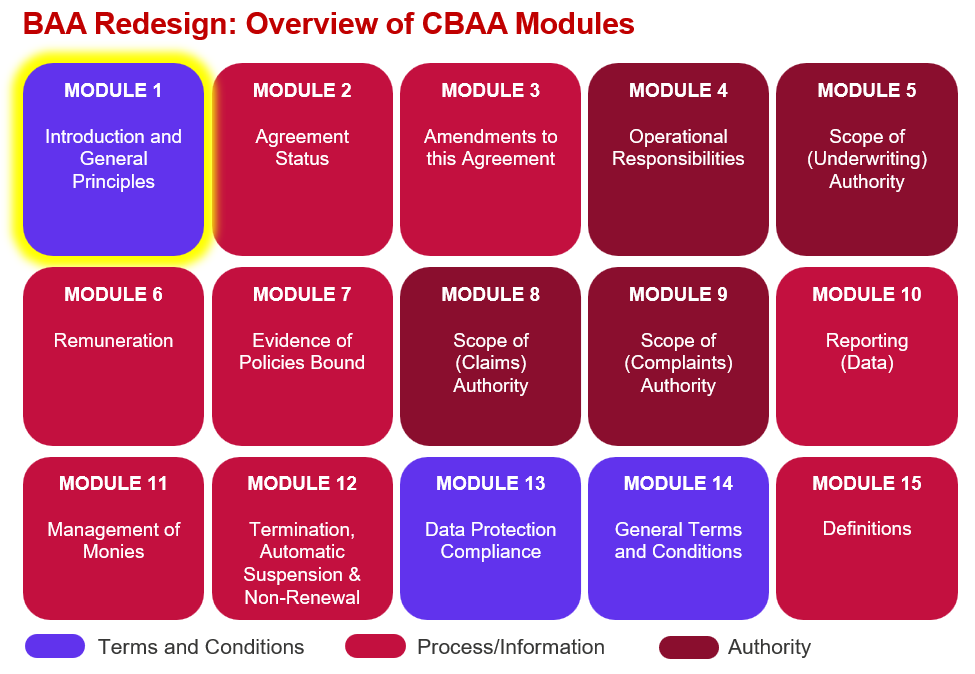 BAA Redesign: Overview of CBAA Modules
MODULE 1
Introduction and
General
Principles
MODULE 2
Agreement
Status
MODULE 3
Amendments to
this Agreement
MODULE 4
Operational
Responsibilities
MODULE 5
Scope of
(Underwriting)
Authority
MODULE 6
Remuneration
MODULE 7
Evidence of
Policies Bound
MODULE 8
Scope of
(Claims)
Authority
MODULE 9
Scope of
(Complaints)
Authority
MODULE 10
Reporting
(Data)
MODULE 11
Management of
Monies
MODULE 12
Termination,
Automatic
Suspension &
Non-Renewal
MODULE 13
Data Protection
Compliance
MODULE 14
General Terms
and Conditions
MODULE 15
Definitions
Terms and Conditions
Process/Information
Authority